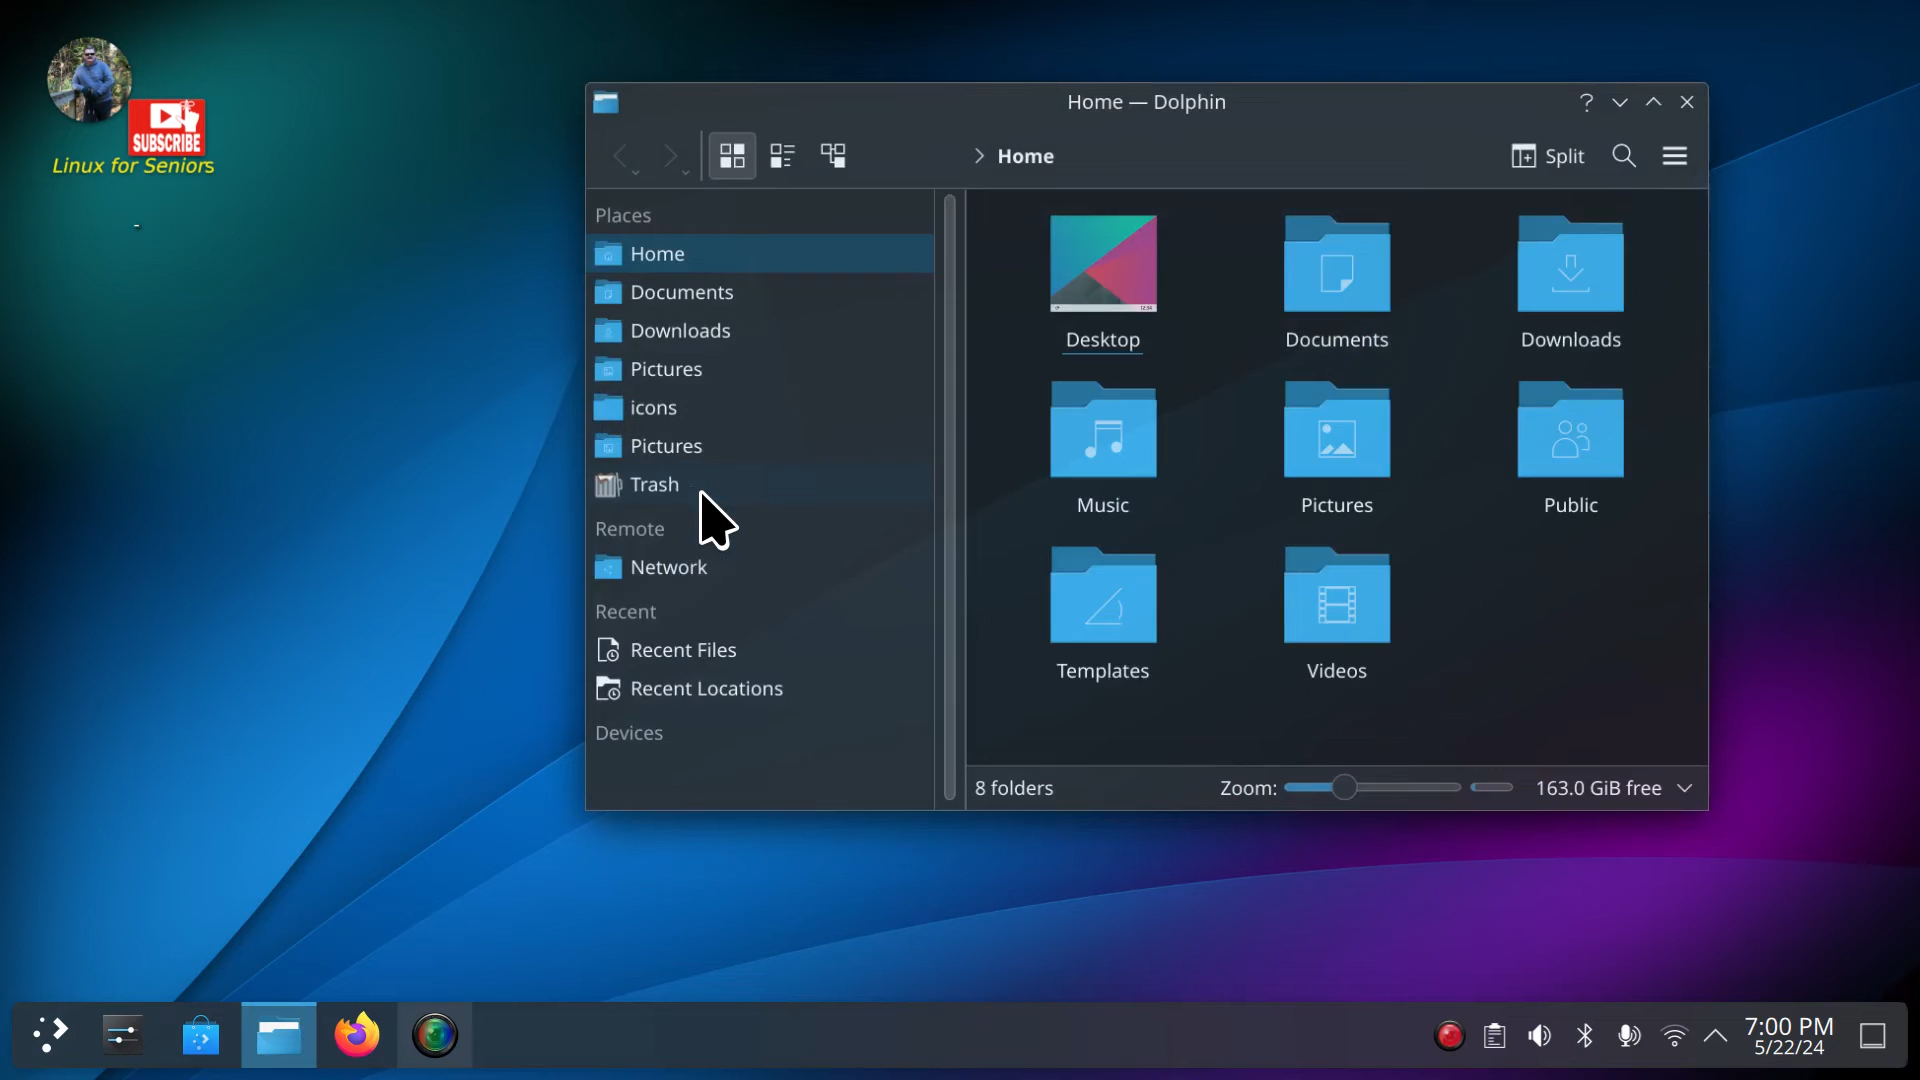 SUBSCRIBE
Linux for Seniors
Home — Dolphin
Home
Split
Places
Home
Documents
Downloads
Pictures
icons
Pictures
Trash
Remote
Network
Recent
Recent Files
Recent Locations
Devices
Desktop
Documents
Downloads
Music
Pictures
Public
Templates
Videos
8 folders
Zoom:
163.0 GiB free
7:00 PM
5/22/24